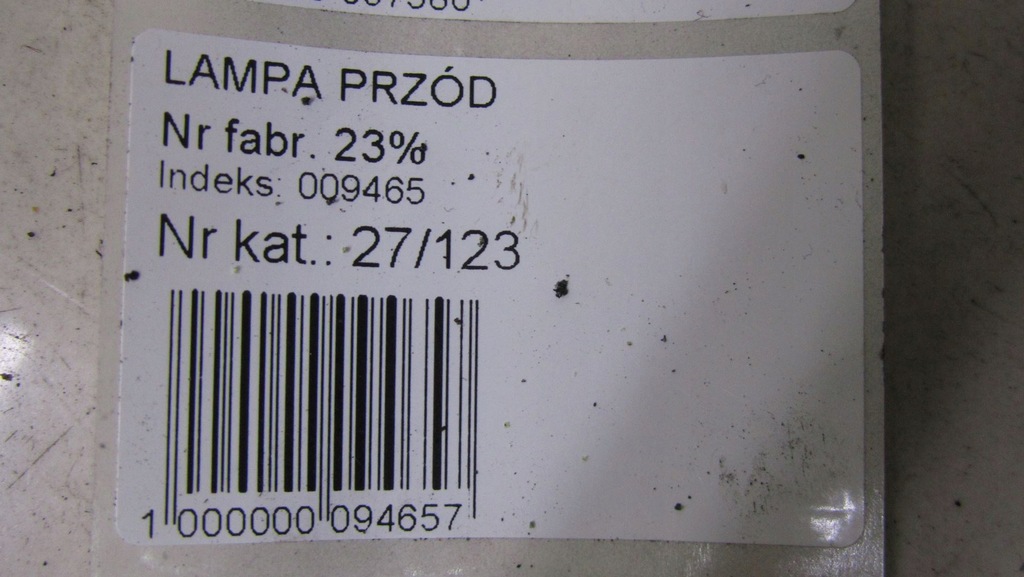 LAMPA PRZÓD
Nr fabr. 23%
Indeks: 009465
Nr kat.: 27/123
1 000000 094657